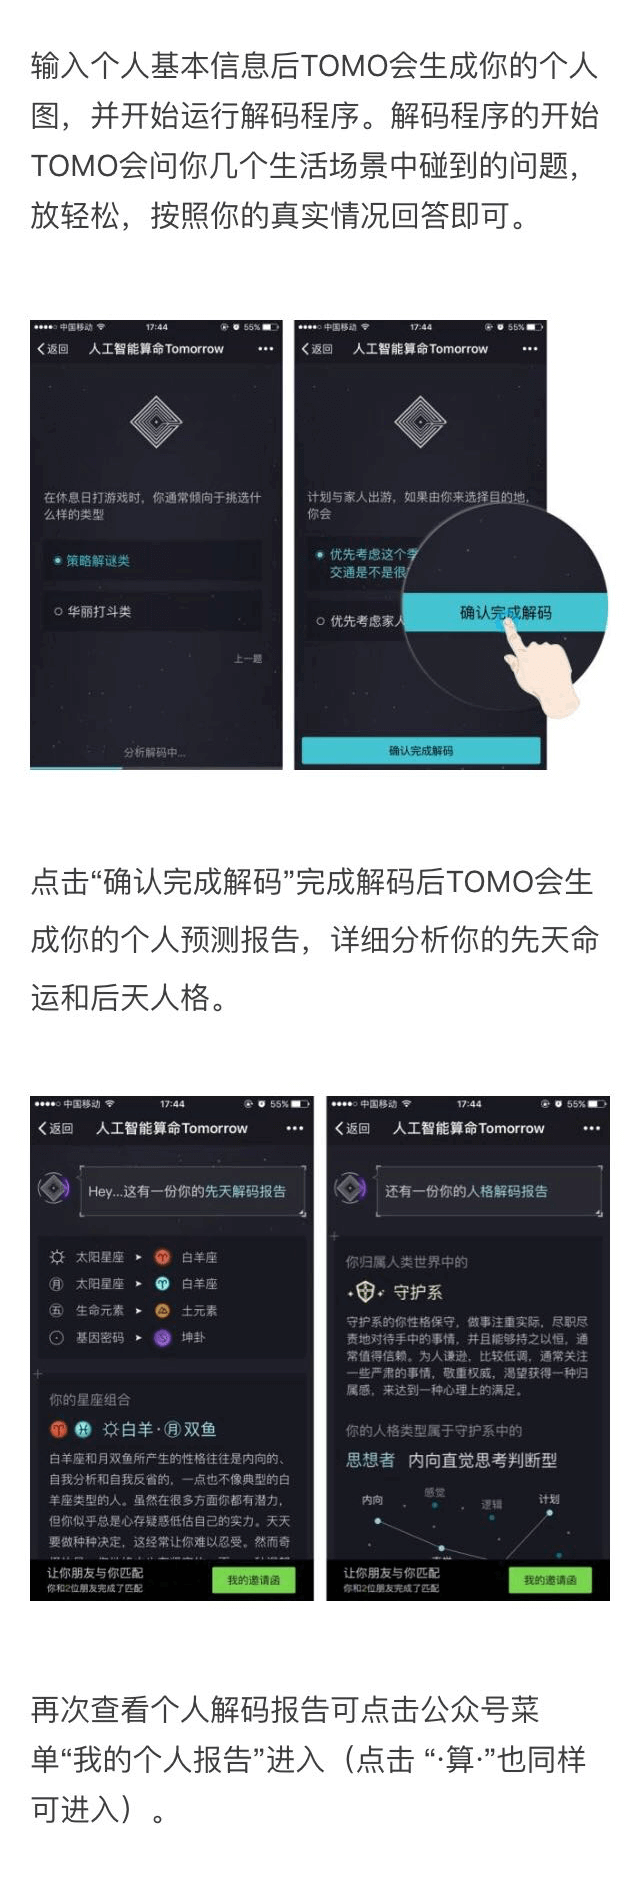 输入个人基本信息后TOMO会生成你的个人
图，并开始运行解码程序。解码程序的开始
TOMO会问你几个生活场景中碰到的问题，
放轻松，按照你的真实情况回答即可。
中国移动 17:44 55%
返回 人工智能算命Tomorrow
在休息日打游戏时，你通常倾向于挑选什
么样的类型
策略解谜类
华丽打斗类
上一题
分析解码中...
中国移动 17:44 55%
返回 人工智能算命Tomorrow
计划与家人出游，如果由你来选择目的地，
你会
优先考虑这个季
交通是不是很
优先考虑家人
确认完成解码
确认完成解码
点击“确认完成解码”完成解码后TOMO会生
成你的个人预测报告，详细分析你的先天命
运和后天人格。
中国移动 17:44 55%
返回 人工智能算命Tomorrow
Hey...这有一份你的先天解码报告
太阳星座 白羊座
月 太阳星座 白羊座
五 生命元素 土元素
基因密码 坤卦
你的星座组合
白羊·月双鱼
白羊座和月双鱼所产生的性格往往是内向的、
自我分析和自我反省的，一点也不像典型的白
羊座类型的人。虽然在很多方面你都有潜力，
但你似乎总是心存疑惑低估自己的实力。天天
要做种种决定，这经常让你难以忍受。然而奇
让你朋友与你匹配
你和2位朋友完成了匹配
我的邀请函
中国移动 17:44 55%
返回 人工智能算命Tomorrow
还有一份你的人格解码报告
你归属人类世界中的
守护系
守护系的你性格保守，做事注重实际，尽职尽
责地对待手中的事情，并且能够持之以恒，通
常值得信赖。为人谦逊，比较低调，通常关注
一些严肃的事情，敬重权威，渴望获得一种归
属感，来达到一种心理上的满足。
你的人格类型属于守护系中的
思想者 内向直觉思考判断型
内向 感觉 逻辑 计划
让你朋友与你匹配
你和2位朋友完成了匹配
我的邀请函
再次查看个人解码报告可点击公众号菜
单“我的个人报告”进入（点击 “·算·”也同样
可进入）。